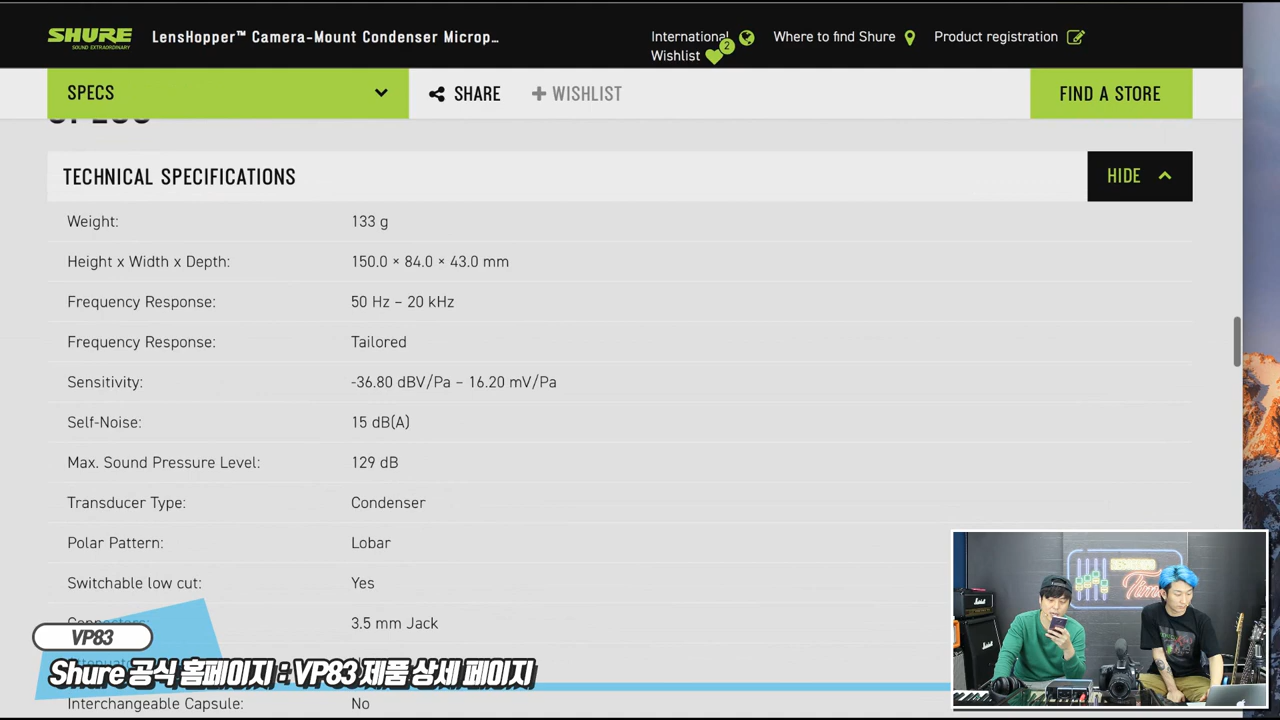 SHURE
SOUND EXTRAORDINARY
LensHopper™ Camera-Mount Condenser Microp…
International
Wishlist 2
Where to find Shure
Product registration
SPECS
SHARE
WISHLIST
FIND A STORE
SPECS
TECHNICAL SPECIFICATIONS
HIDE
Weight: 133 g
Height x Width x Depth: 150.0 × 84.0 × 43.0 mm
Frequency Response: 50 Hz – 20 kHz
Frequency Response: Tailored
Sensitivity: -36.80 dBV/Pa – 16.20 mV/Pa
Self-Noise: 15 dB(A)
Max. Sound Pressure Level: 129 dB
Transducer Type: Condenser
Polar Pattern: Lobar
Switchable low cut: Yes
Connectors: 3.5 mm Jack
VP83
Shure 공식 홈페이지 : VP83 제품 상세 페이지
Interchangeable Capsule: No
Marshall
Time